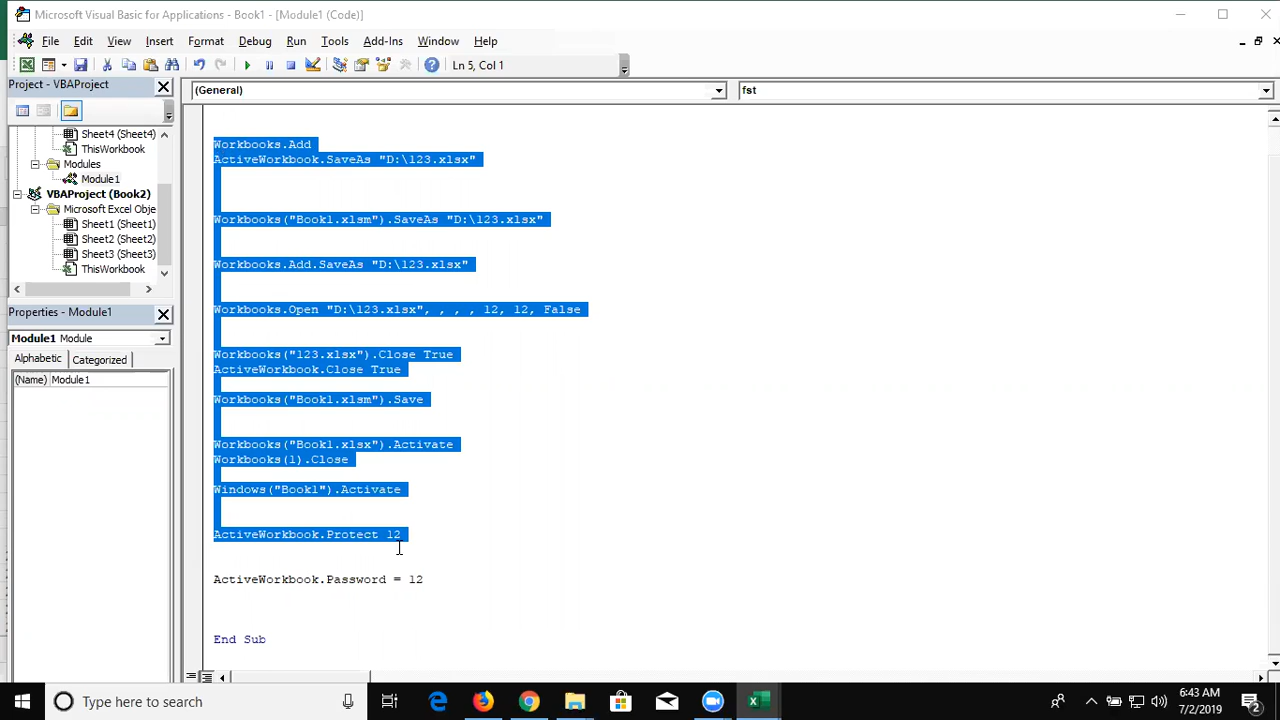 Microsoft Visual Basic for Applications - Book1 - [Module1 (Code)]
File Edit View Insert Format Debug Run Tools Add-Ins Window Help
Ln 5, Col 1
Project - VBAProject
(General)
fst
Sheet4 (Sheet4)
ThisWorkbook
Modules
Module1
VBAProject (Book2)
Microsoft Excel Obje
Sheet1 (Sheet1)
Sheet2 (Sheet2)
Sheet3 (Sheet3)
ThisWorkbook
Properties - Module1
Module1 Module
Alphabetic Categorized
(Name) Module1
Workbooks.Add
ActiveWorkbook.SaveAs "D:\123.xlsx"
Workbooks("Book1.xlsm").SaveAs "D:\123.xlsx"
Workbooks.Add.SaveAs "D:\123.xlsx"
Workbooks.Open "D:\123.xlsx", , , , 12, 12, False
Workbooks("123.xlsx").Close True
ActiveWorkbook.Close True
Workbooks("Book1.xlsm").Save
Workbooks("Book1.xlsx").Activate
Workbooks(1).Close
Windows("Book1").Activate
ActiveWorkbook.Protect 12
ActiveWorkbook.Password = 12
End Sub
Type here to search
6:43 AM
7/2/2019
2